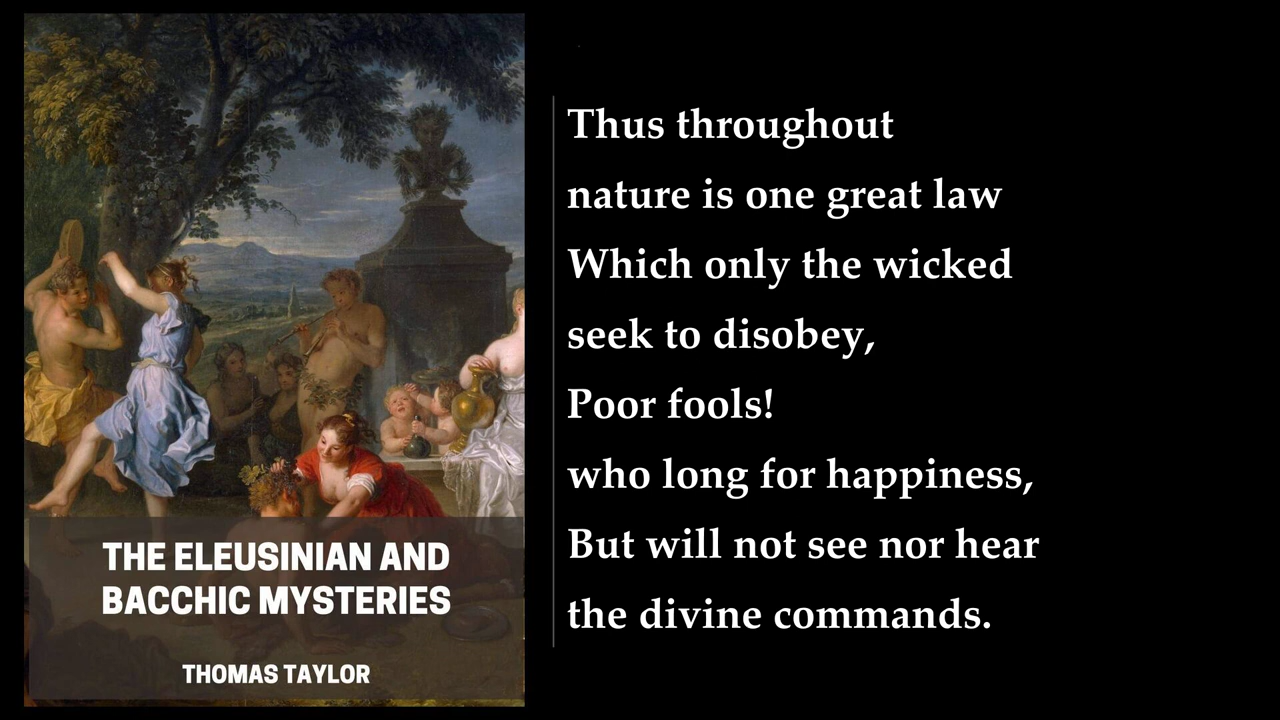 THE ELEUSINIAN AND
BACCHIC MYSTERIES
THOMAS TAYLOR
Thus throughout
nature is one great law
Which only the wicked
seek to disobey,
Poor fools!
who long for happiness,
But will not see nor hear
the divine commands.